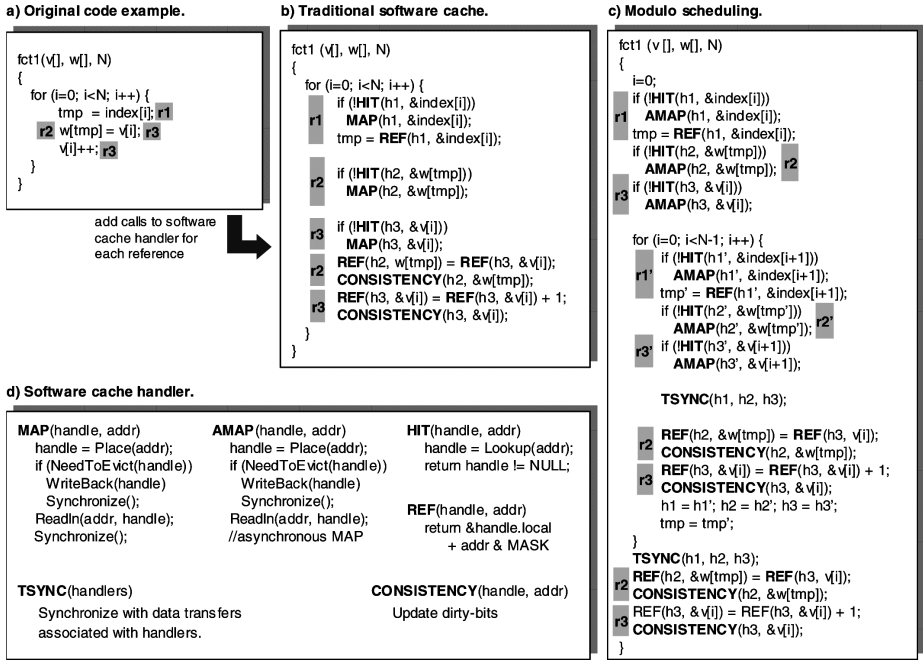 a) Original code example.
fct1(v[], w[], N)
{
for (i=0; i<N; i++) {
tmp = index[i]; r1
r2 w[tmp] = v[i]; r3
v[i]++; r3
}
}
add calls to software
cache handler for
each reference
b) Traditional software cache.
fct1 (v[], w[], N)
{
for (i=0; i<N; i++) {
if (!HIT(h1, &index[i]))
r1 MAP(h1, &index[i]);
tmp = REF(h1, &index[i]);
r2 if (!HIT(h2, &w[tmp]))
MAP(h2, &w[tmp]);
r3 if (!HIT(h3, &v[i]))
MAP(h3, &v[i]);
r2 REF(h2, w[tmp]) = REF(h3, &v[i]);
CONSISTENCY(h2, &w[tmp]);
r3 REF(h3, &v[i]) = REF(h3, &v[i]) + 1;
CONSISTENCY(h3, &v[i]);
}
}
c) Modulo scheduling.
fct1 (v [], w[], N)
{
i=0;
if (!HIT(h1, &index[i]))
r1 AMAP(h1, &index[i]);
tmp = REF(h1, &index[i]);
if (!HIT(h2, &w[tmp]))
AMAP(h2, &w[tmp]); r2
r3 if (!HIT(h3, &v[i]))
AMAP(h3, &v[i]);
for (i=0; i<N-1; i++) {
if (!HIT(h1', &index[i+1]))
r1' AMAP(h1', &index[i+1]);
tmp' = REF(h1', &index[i+1]);
if (!HIT(h2', &w[tmp']))
AMAP(h2', &w[tmp']); r2'
r3' if (!HIT(h3', &v[i+1]))
AMAP(h3', &v[i+1];
TSYNC(h1, h2, h3);
r2 REF(h2, &w[tmp]) = REF(h3, v[i]);
CONSISTENCY(h2, &w[tmp]);
r3 REF(h3, &v[i]) = REF(h3, &v[i]) + 1;
CONSISTENCY(h3, &v[i]);
h1 = h1'; h2 = h2'; h3 = h3';
tmp = tmp';
}
TSYNC(h1, h2, h3);
r2 REF(h2, &w[tmp]) = REF(h3, v[i]);
CONSISTENCY(h2, &w[tmp]);
r3 REF(h3, &v[i]) = REF(h3, &v[i]) + 1;
CONSISTENCY(h3, &v[i]);
}
d) Software cache handler.
MAP(handle, addr)
handle = Place(addr);
if (NeedToEvict(handle))
WriteBack(handle)
Synchronize();
ReadIn(addr, handle);
Synchronize();
AMAP(handle, addr)
handle = Place(addr);
if (NeedToEvict(handle))
WriteBack(handle)
Synchronize();
ReadIn(addr, handle);
//asynchronous MAP
HIT(handle, addr)
handle = Lookup(addr);
return handle != NULL;
REF(handle, addr)
return &handle.local
+ addr & MASK
TSYNC(handlers)
Synchronize with data transfers
associated with handlers.
CONSISTENCY(handle, addr)
Update dirty-bits